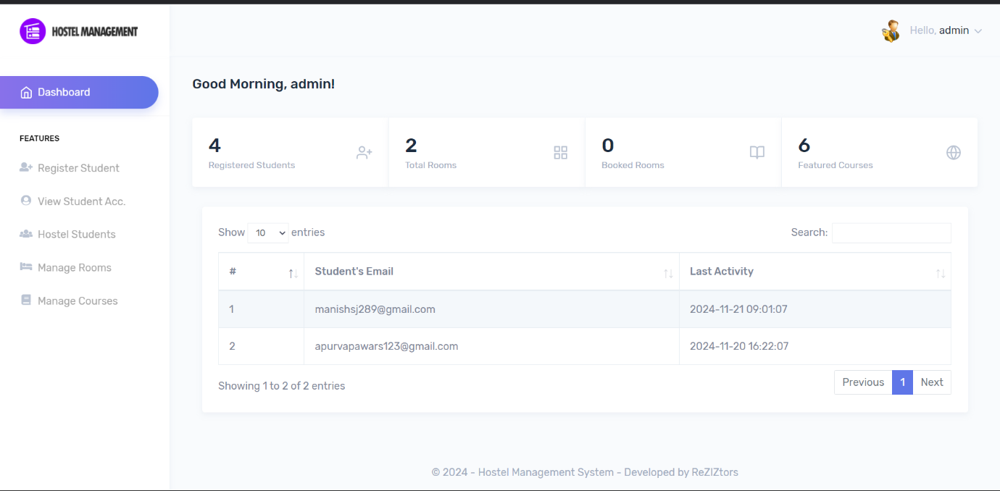 HOSTEL MANAGEMENT
Hello, admin
Dashboard
FEATURES
Register Student
View Student Acc.
Hostel Students
Manage Rooms
Manage Courses
Good Morning, admin!
4
Registered Students
2
Total Rooms
0
Booked Rooms
6
Featured Courses
Show 10 entries
Search:
# Student's Email Last Activity
1 manishsj289@gmail.com 2024-11-21 09:01:07
2 apurvapawars123@gmail.com 2024-11-20 16:22:07
Showing 1 to 2 of 2 entries
Previous 1 Next
© 2024 - Hostel Management System - Developed by ReZIZtors